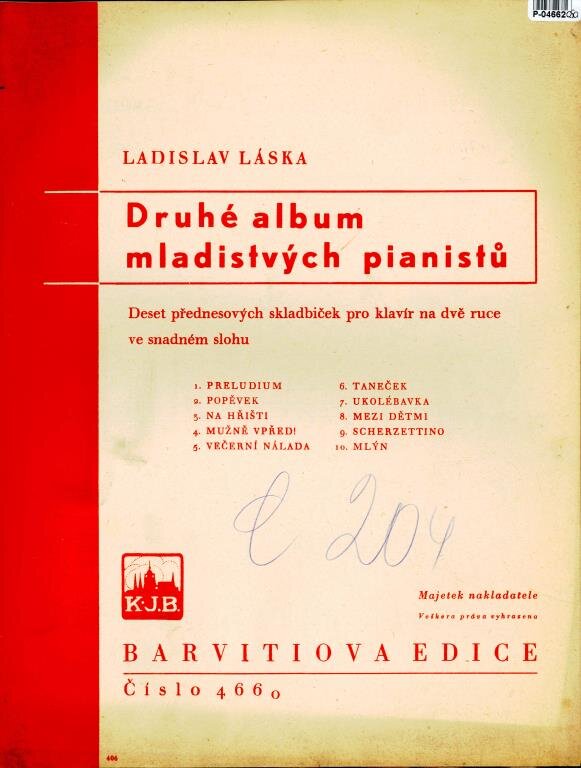 P-04662
LADISLAV LÁSKA
Druhé album
mladistvých pianistů
Deset přednesových skladbiček pro klavír na dvě ruce
ve snadném slohu
1. PRELUDIUM
2. POPĚVEK
3. NA HŘIŠTI
4. MUŽNĚ VPŘED!
5. VEČERNÍ NÁLADA
6. TANEČEK
7. UKOLÉBAVKA
8. MEZI DĚTMI
9. SCHERZETTINO
10. MLÝN
204
K.J.B.
Majetek nakladatele
Veškera práva vyhrazena
BARVITIOVA EDICE
Číslo 4660
406